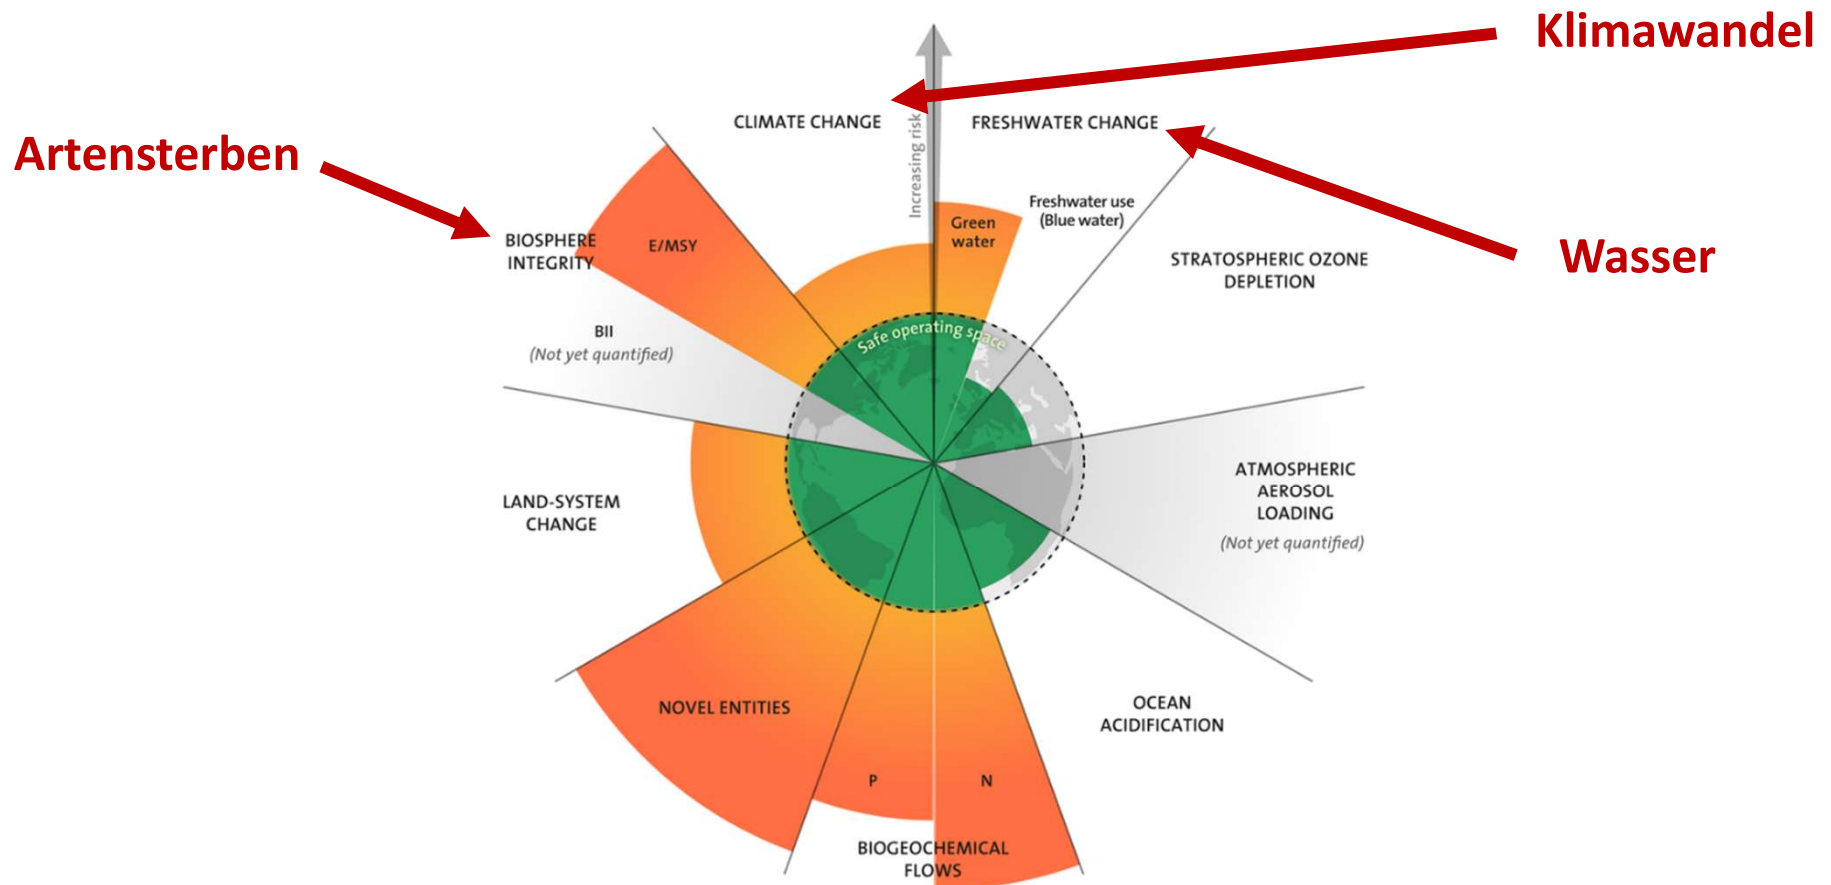 Klimawandel
Artensterben
Wasser
CLIMATE CHANGE
Increasing risk
FRESHWATER CHANGE
Freshwater use
(Blue water)
Green
water
STRATOSPHERIC OZONE
DEPLETION
BIOSPHERE
INTEGRITY
E/MSY
BII
(Not yet quantified)
Safe operating space
ATMOSPHERIC
AEROSOL
LOADING
(Not yet quantified)
LAND-SYSTEM
CHANGE
NOVEL ENTITIES
OCEAN
ACIDIFICATION
P
N
BIOGEOCHEMICAL
FLOWS